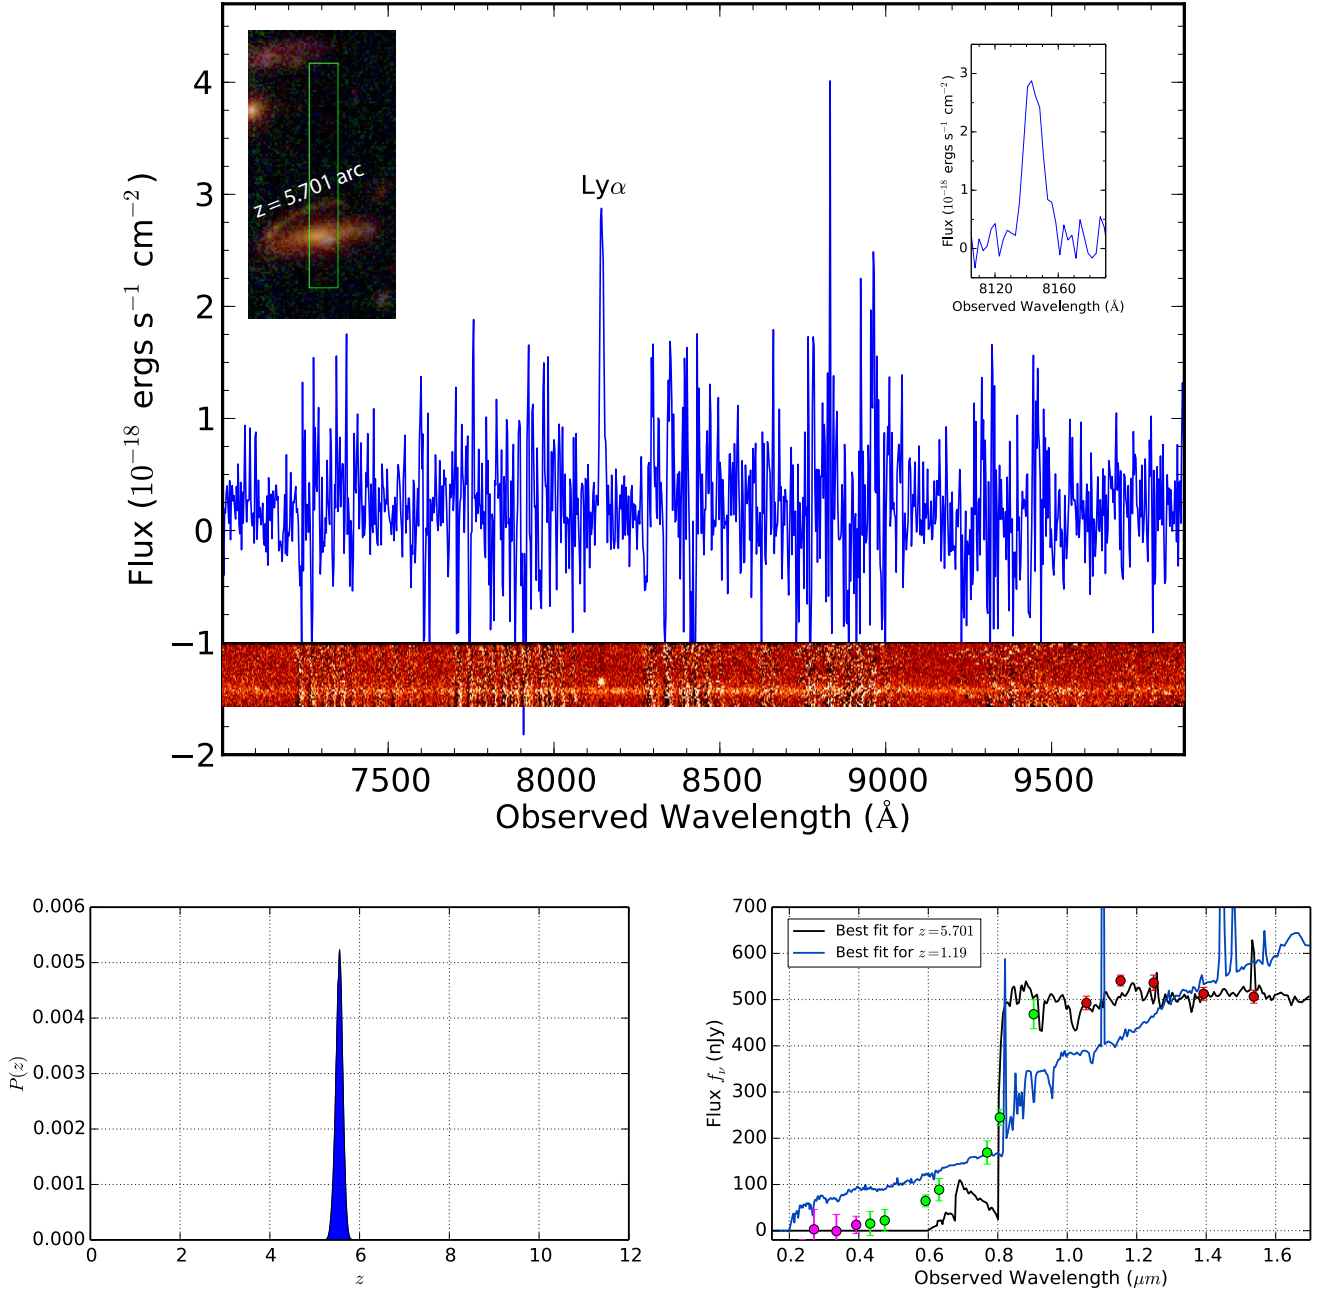 4
3
2
1
0
−1
−2
Flux (10⁻¹⁸ ergs s⁻¹ cm⁻²)
z = 5.701 arc
Lyα
3
2
1
0
Flux (10⁻¹⁸ ergs s⁻¹ cm⁻²)
8120 8160
Observed Wavelength (Å)
7500 8000 8500 9000 9500
Observed Wavelength (Å)
0.006
0.005
0.004
0.003
0.002
0.001
0.000
P(z)
0 2 4 6 8 10 12
z
700
600
500
400
300
200
100
0
Flux fν (nJy)
Best fit for z=5.701
Best fit for z=1.19
0.2 0.4 0.6 0.8 1.0 1.2 1.4 1.6
Observed Wavelength (μm)